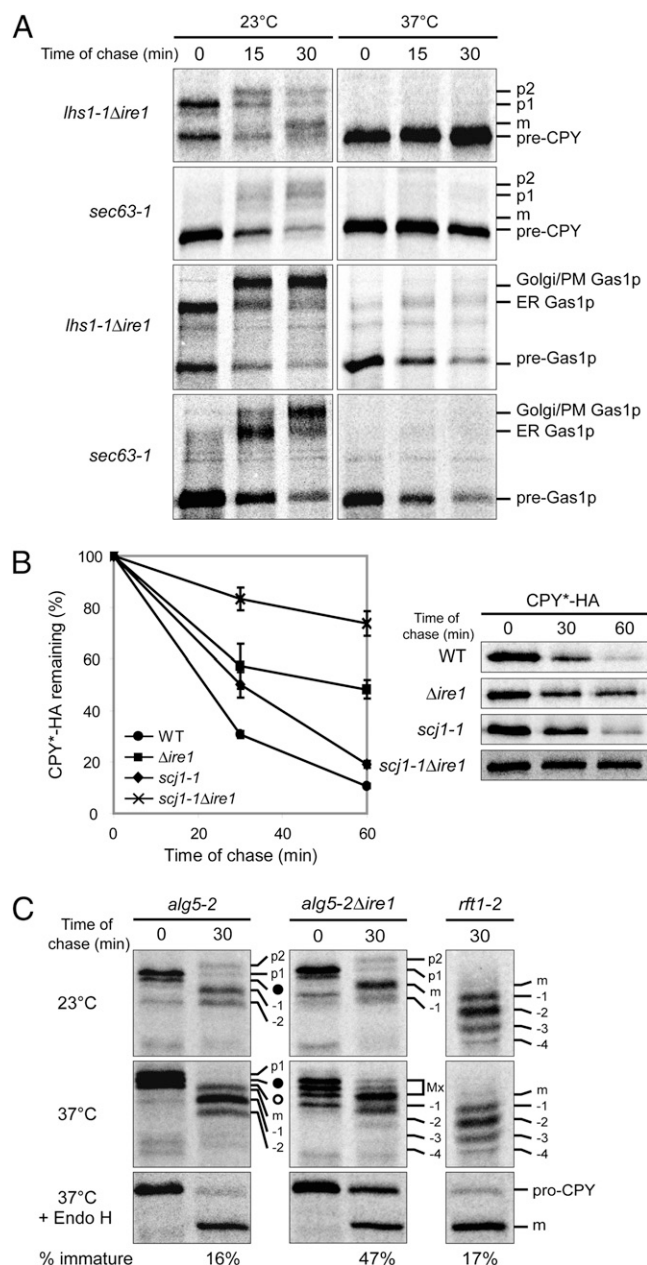 A
23°C 37°C
Time of chase (min) 0 15 30 0 15 30
lhs1-1Δire1
p2
p1
m
pre-CPY
sec63-1
p2
p1
m
pre-CPY
lhs1-1Δire1
Golgi/PM Gas1p
ER Gas1p
pre-Gas1p
sec63-1
Golgi/PM Gas1p
ER Gas1p
pre-Gas1p
B
CPY*-HA remaining (%)
100
80
60
40
20
0
WT
Δire1
scj1-1
scj1-1Δire1
0 20 40 60
Time of chase (min)
CPY*-HA
Time of
chase (min) 0 30 60
WT
Δire1
scj1-1
scj1-1Δire1
C
alg5-2 alg5-2Δire1 rft1-2
Time of
chase (min) 0 30 0 30 30
23°C
p2
p1
-1
-2
p2
p1
m
-1
m
-1
-2
-3
-4
37°C
p1
m
-1
-2
Mx
-1
-2
-3
-4
m
-1
-2
-3
-4
37°C
+ Endo H
pro-CPY
m
% immature 16% 47% 17%